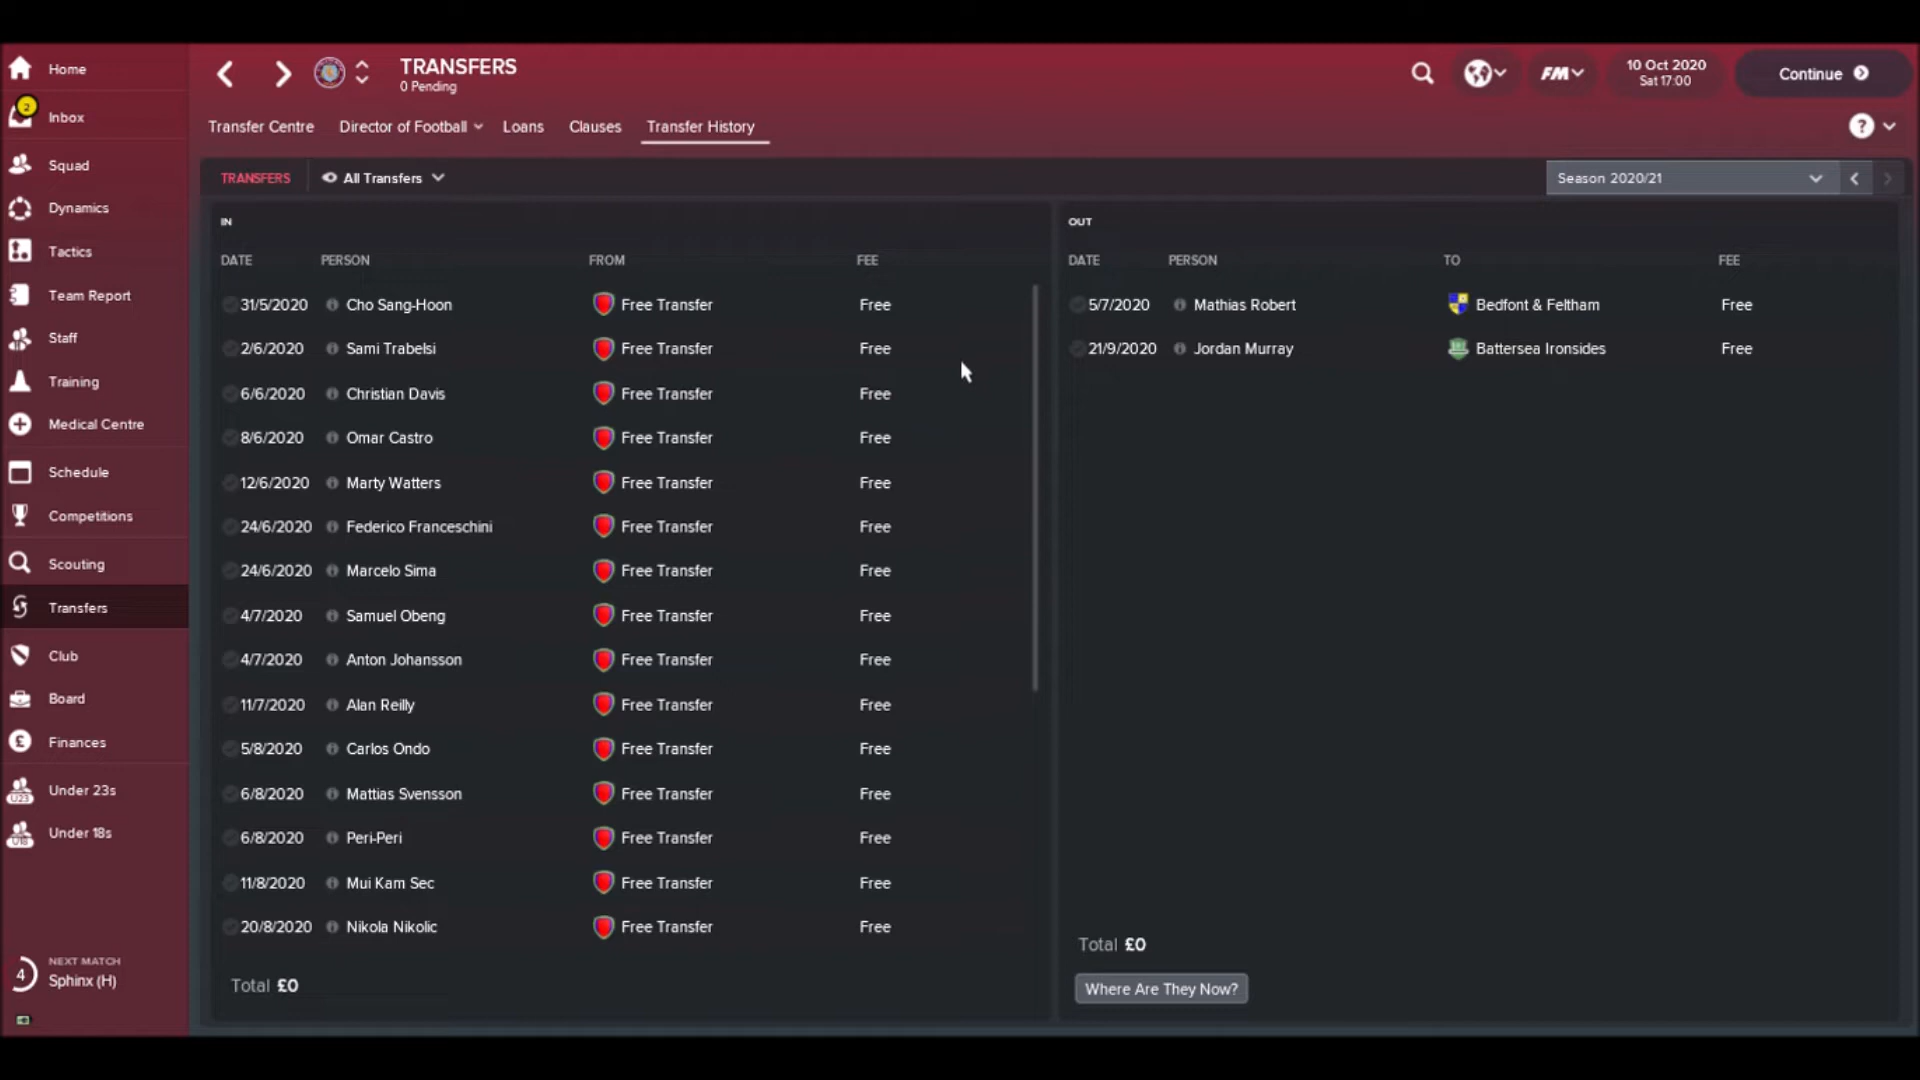 Home
2
Inbox
Squad
Dynamics
Tactics
Team Report
Staff
Training
Medical Centre
Schedule
Competitions
Scouting
Transfers
Club
Board
Finances
U23
Under 23s
U18
Under 18s
4
NEXT MATCH
Sphinx (H)
TRANSFERS
0 Pending
FM
10 Oct 2020
Sat 17:00
Continue
Transfer Centre Director of Football Loans Clauses Transfer History
?
TRANSFERS All Transfers
Season 2020/21
IN
DATE PERSON FROM FEE
31/5/2020 Cho Sang-Hoon Free Transfer Free
2/6/2020 Sami Trabelsi Free Transfer Free
6/6/2020 Christian Davis Free Transfer Free
8/6/2020 Omar Castro Free Transfer Free
12/6/2020 Marty Watters Free Transfer Free
24/6/2020 Federico Franceschini Free Transfer Free
24/6/2020 Marcelo Sima Free Transfer Free
4/7/2020 Samuel Obeng Free Transfer Free
4/7/2020 Anton Johansson Free Transfer Free
11/7/2020 Alan Reilly Free Transfer Free
5/8/2020 Carlos Ondo Free Transfer Free
6/8/2020 Mattias Svensson Free Transfer Free
6/8/2020 Peri-Peri Free Transfer Free
11/8/2020 Mui Kam Sec Free Transfer Free
20/8/2020 Nikola Nikolic Free Transfer Free
Total £0
OUT
DATE PERSON TO FEE
5/7/2020 Mathias Robert Bedfont & Feltham Free
21/9/2020 Jordan Murray Battersea Ironsides Free
Total £0
Where Are They Now?